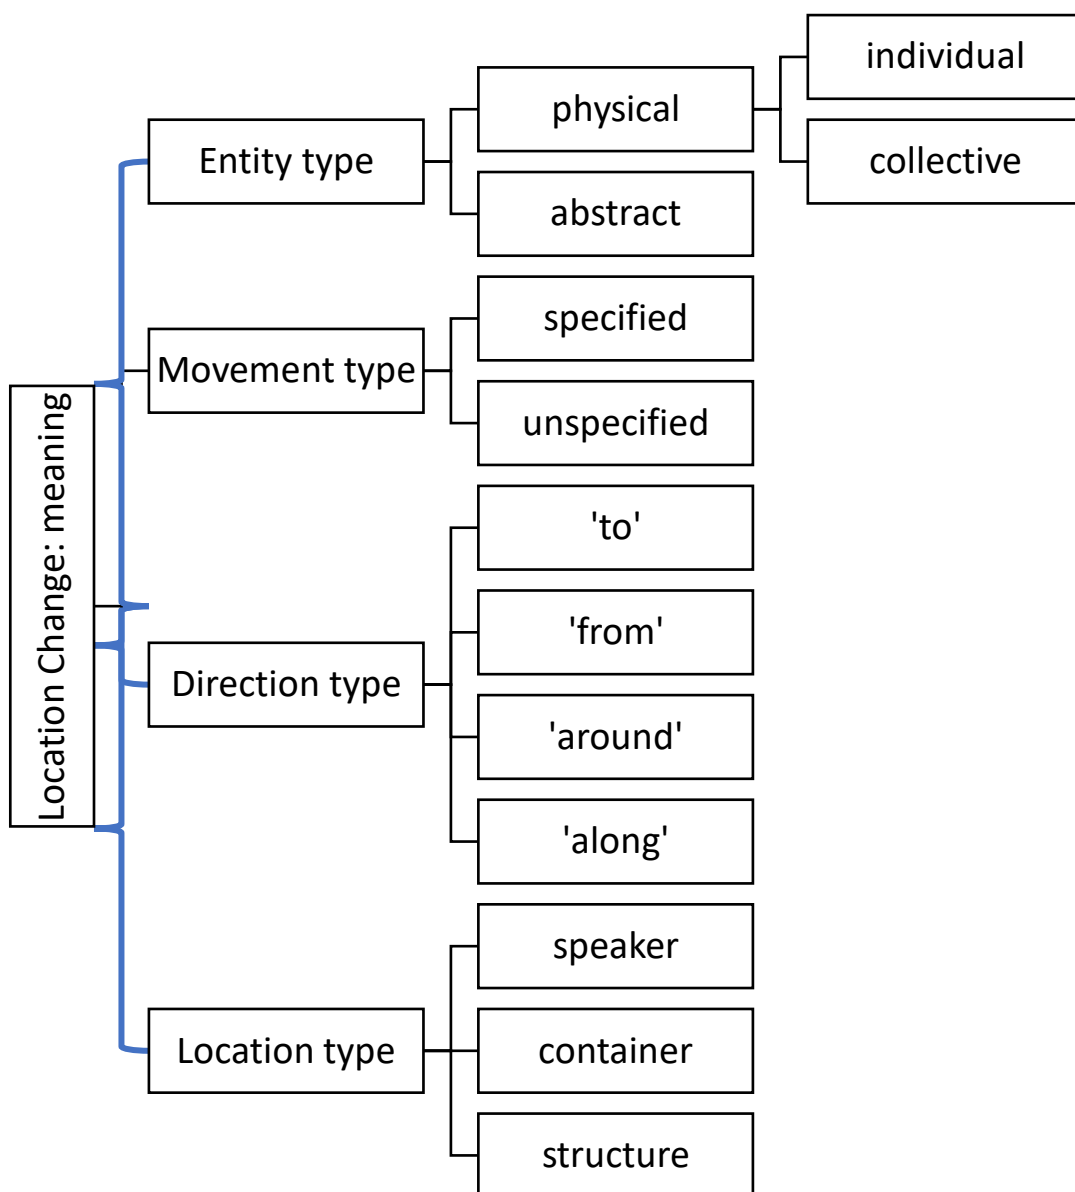 Location Change: meaning
Entity type
physical
individual
collective
abstract
Movement type
specified
unspecified
Direction type
'to'
'from'
'around'
'along'
Location type
speaker
container
structure